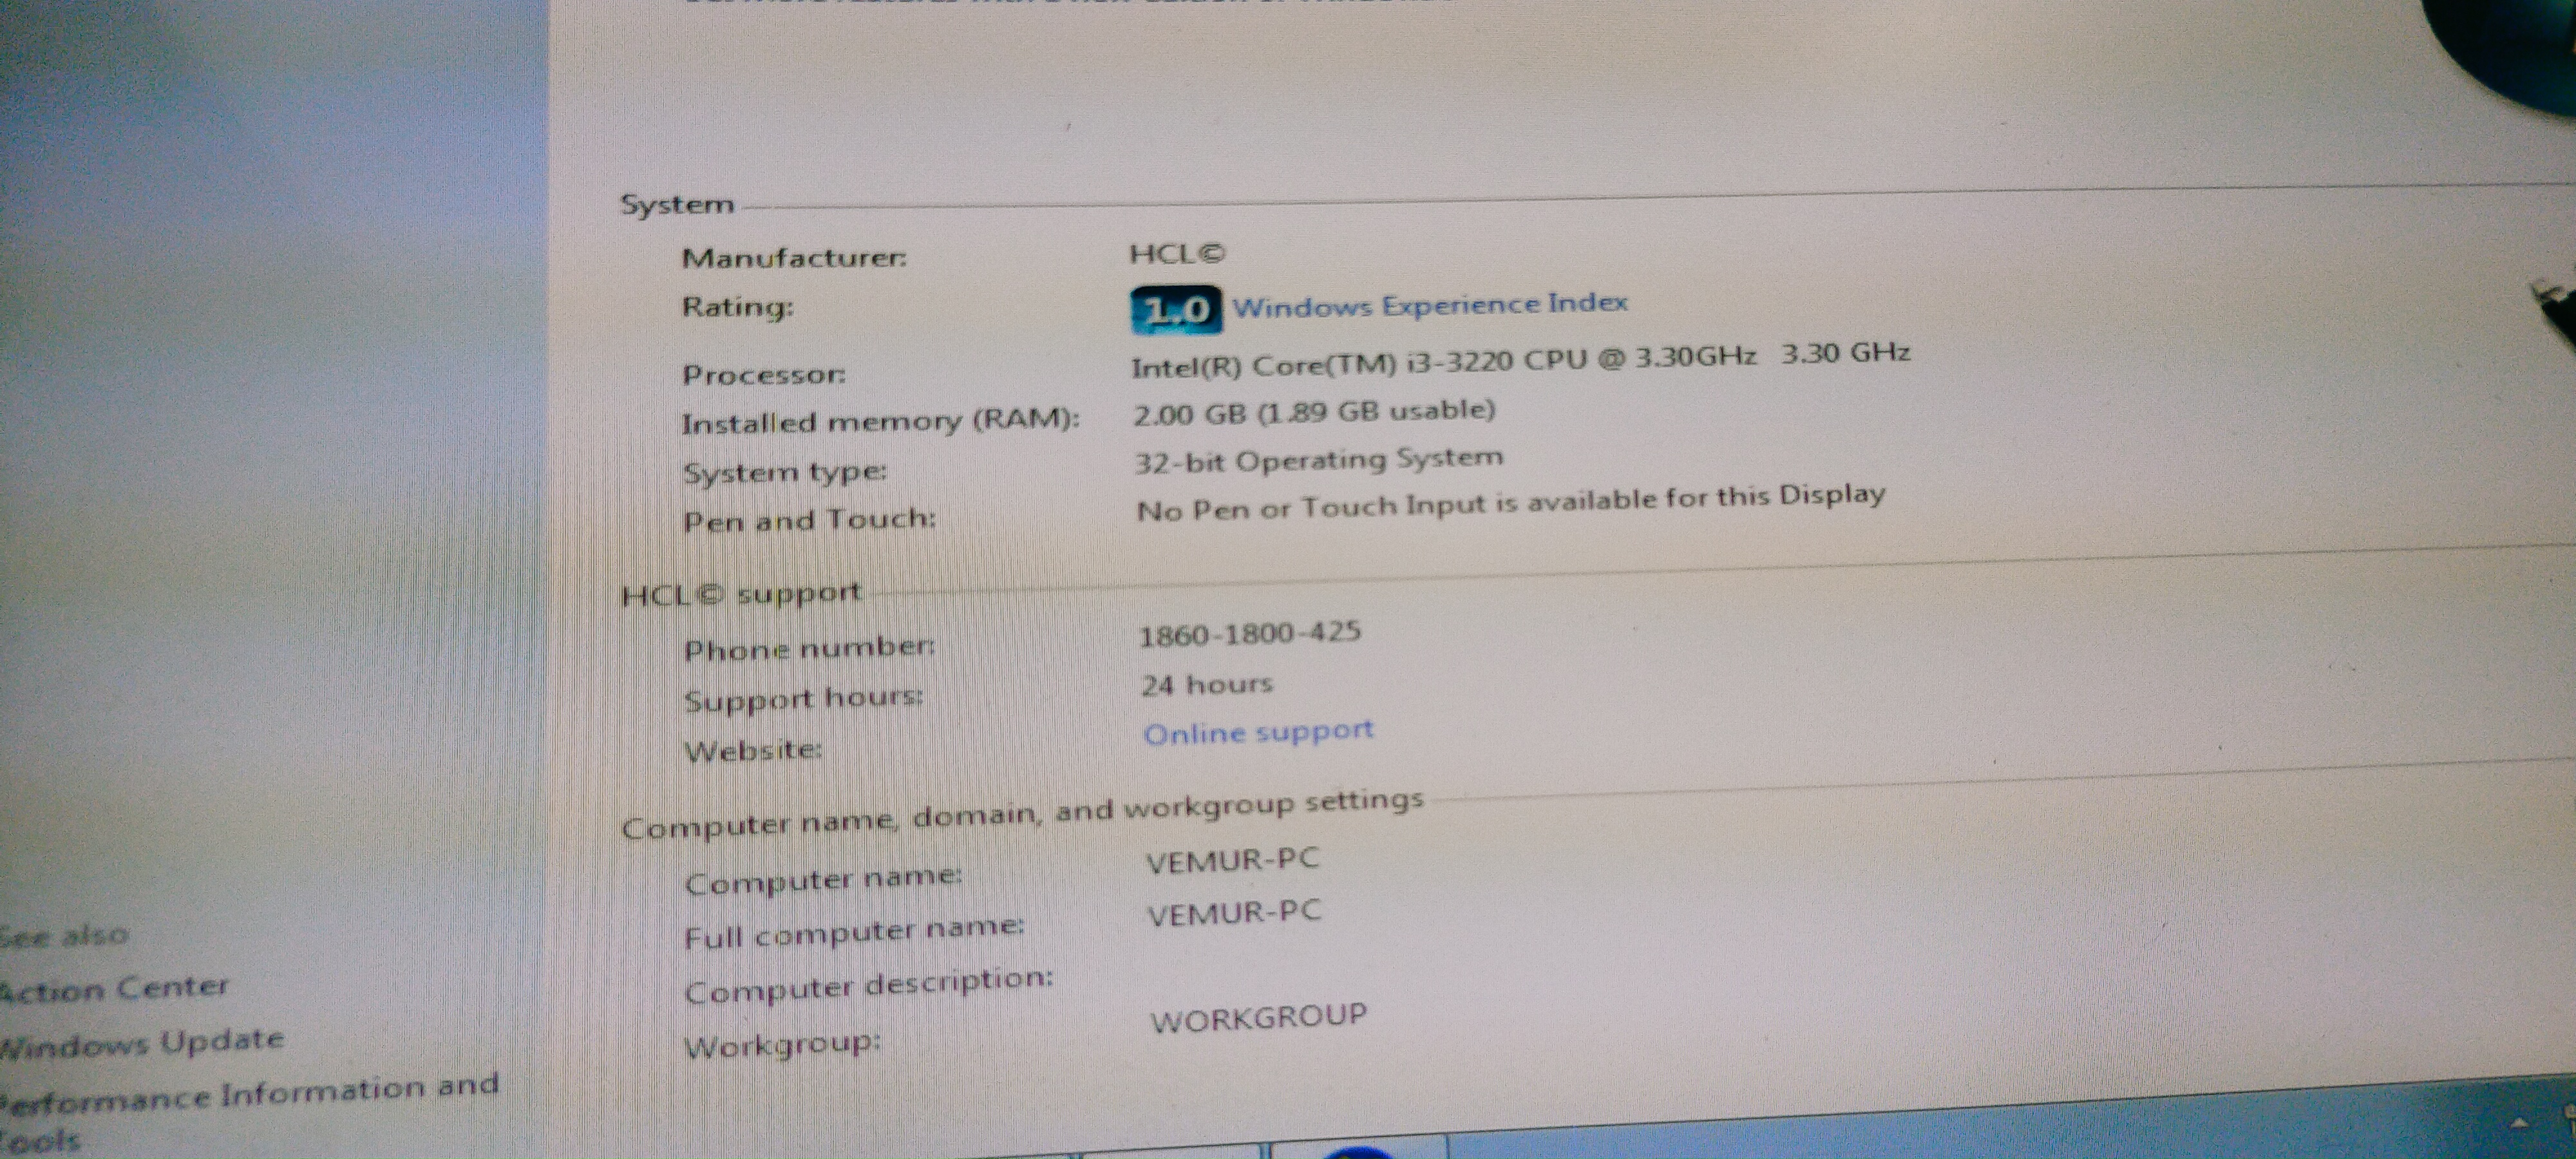 System
Manufacturer: HCL©
Rating: 1.0 Windows Experience Index
Processor: Intel(R) Core(TM) i3-3220 CPU @ 3.30GHz 3.30 GHz
Installed memory (RAM): 2.00 GB (1.89 GB usable)
System type: 32-bit Operating System
Pen and Touch: No Pen or Touch Input is available for this Display
HCL© support
Phone number: 1860-1800-425
Support hours: 24 hours
Website: Online support
Computer name, domain, and workgroup settings
Computer name: VEMUR-PC
Full computer name: VEMUR-PC
Computer description:
Workgroup: WORKGROUP
See also
Action Center
Windows Update
Performance Information and
Tools